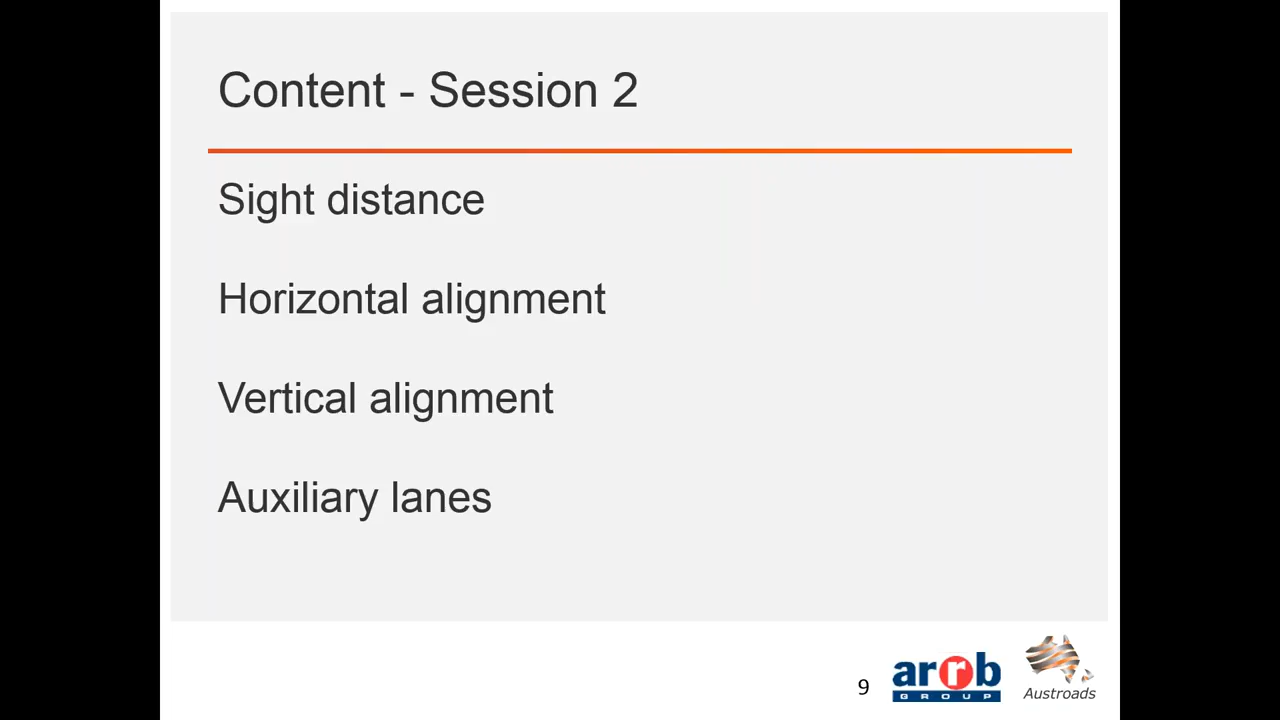 Content - Session 2
Sight distance
Horizontal alignment
Vertical alignment
Auxiliary lanes
9
arrb
GROUP
Austroads